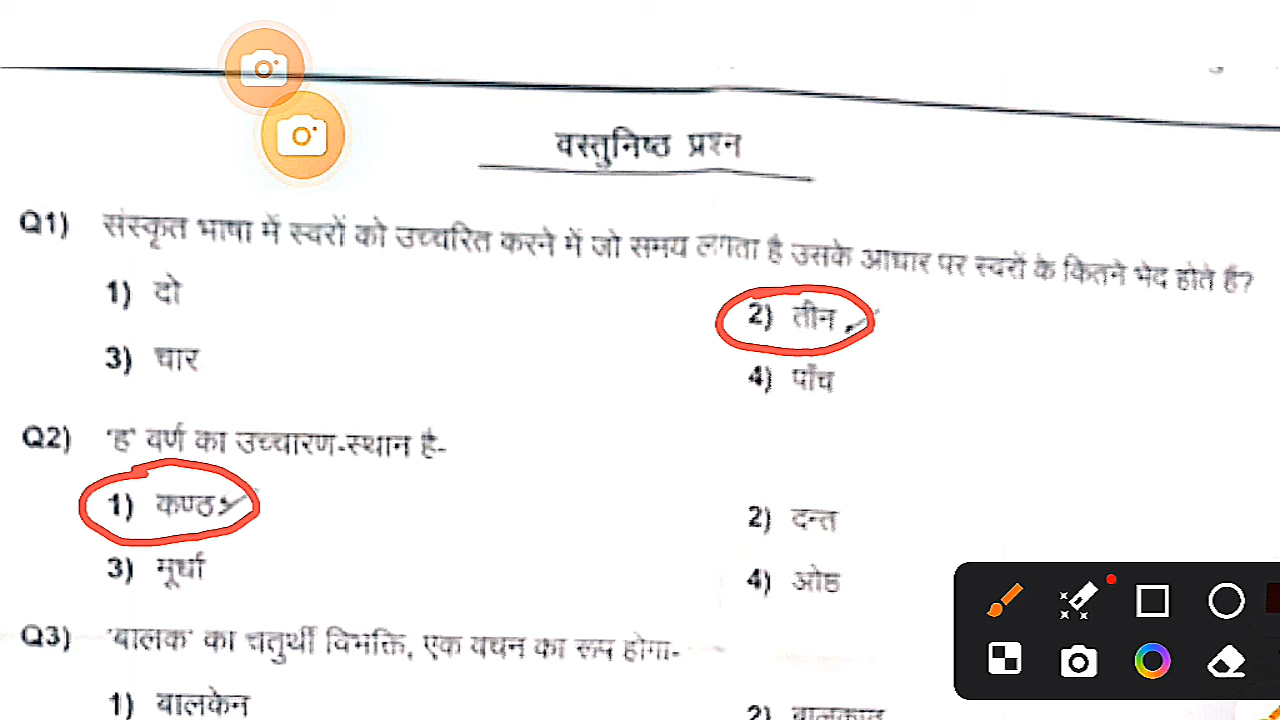 वस्तुनिष्ठ प्रश्न
Q1) संस्कृत भाषा में स्वरों को उच्चरित करने में जो समय लगता है उसके आधार पर स्वरों के कितने भेद होते हैं?
1) दो
2) तीन
3) चार
4) पाँच
Q2) 'ह' वर्ण का उच्चारण-स्थान है-
1) कण्ठ
2) दन्त
3) मूर्धा
4) ओष्ठ
Q3) 'बालक' का चतुर्थी विभक्ति, एक वचन का रूप होगा-
1) बालकेन
2)